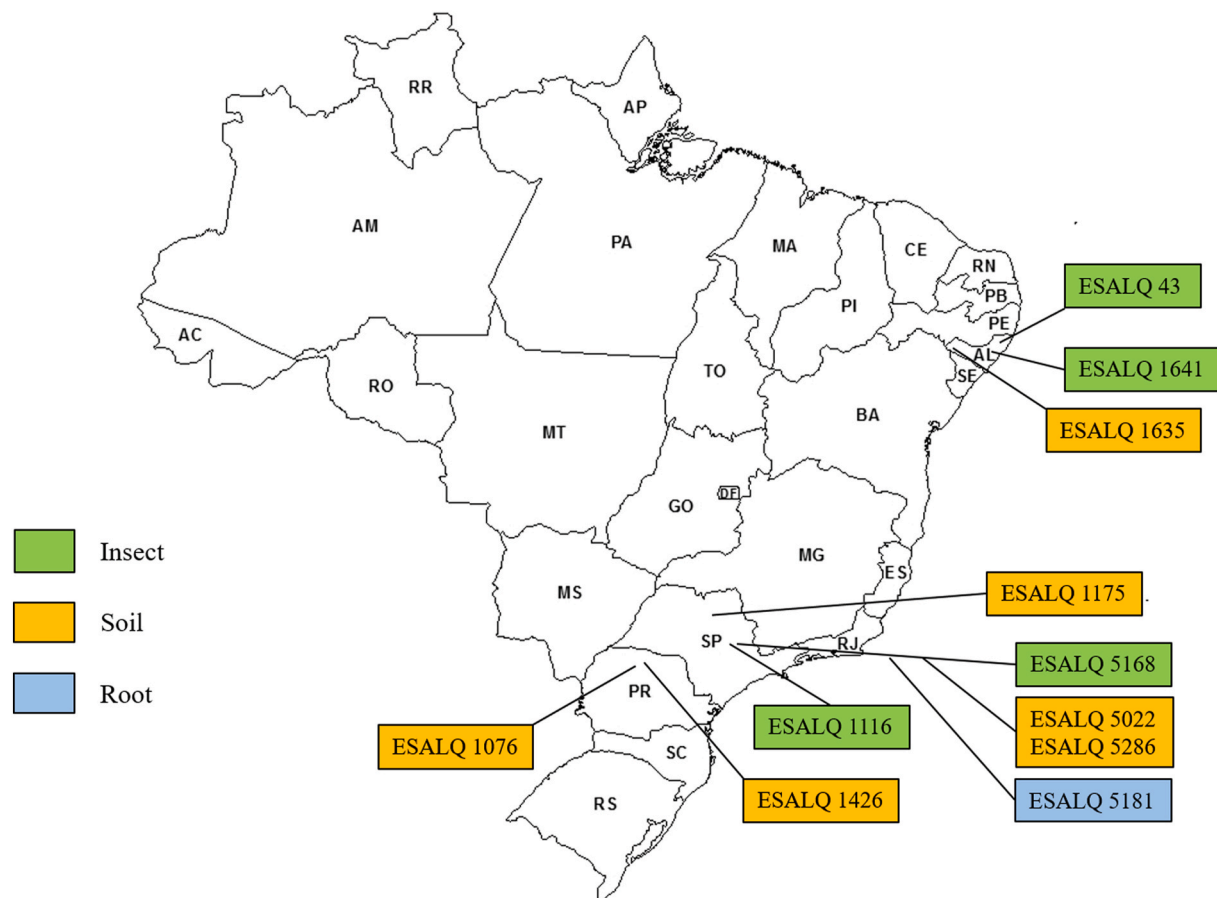 RR
AP
AM
PA
MA
CE
RN
PB
PE
PI
AL
SE
AC
RO
TO
BA
MT
GO
DF
MG
ES
MS
SP
RJ
PR
SC
RS
ESALQ 43
ESALQ 1641
ESALQ 1635
ESALQ 1175
ESALQ 5168
ESALQ 5022
ESALQ 5286
ESALQ 5181
ESALQ 1116
ESALQ 1076
ESALQ 1426
Insect
Soil
Root